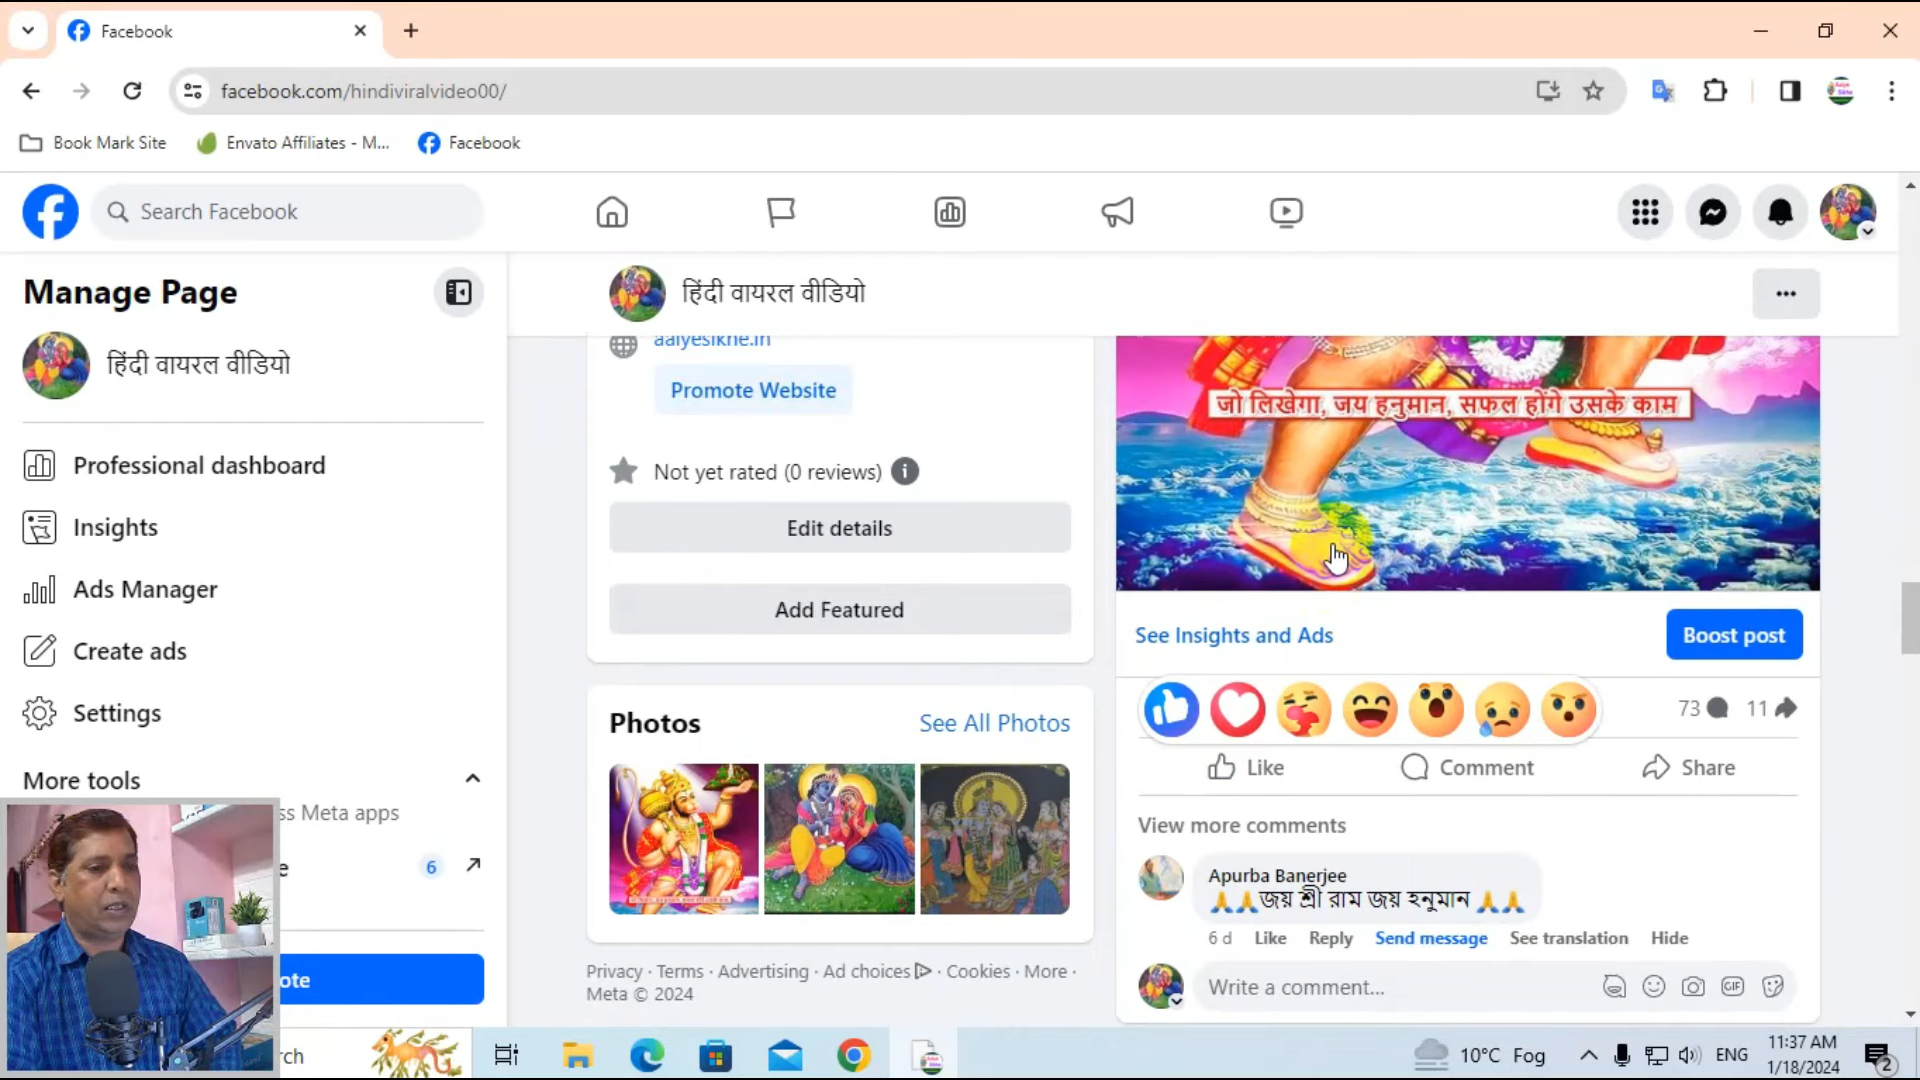 Facebook
facebook.com/hindiviralvideo00/
Book Mark Site
Envato Affiliates - M...
Facebook
Search Facebook
Manage Page
हिंदी वायरल वीडियो
हिंदी वायरल वीडियो
Professional dashboard
Insights
Ads Manager
Create ads
Settings
More tools
ss Meta apps
e
6
ote
aaiyesikhe.in
Promote Website
Not yet rated (0 reviews)
Edit details
Add Featured
Photos
See All Photos
Privacy · Terms · Advertising · Ad choices · Cookies · More ·
Meta © 2024
जो लिखेगा, जय हनुमान, सफल होंगे उसके काम
See Insights and Ads
Boost post
73
11
Like
Comment
Share
View more comments
Apurba Banerjee
🙏🙏জয় শ্রী রাম জয় হনুমান 🙏🙏
6 d Like Reply Send message See translation Hide
Write a comment...
GIF
rch
10°C Fog
ENG
11:37 AM
1/18/2024
2